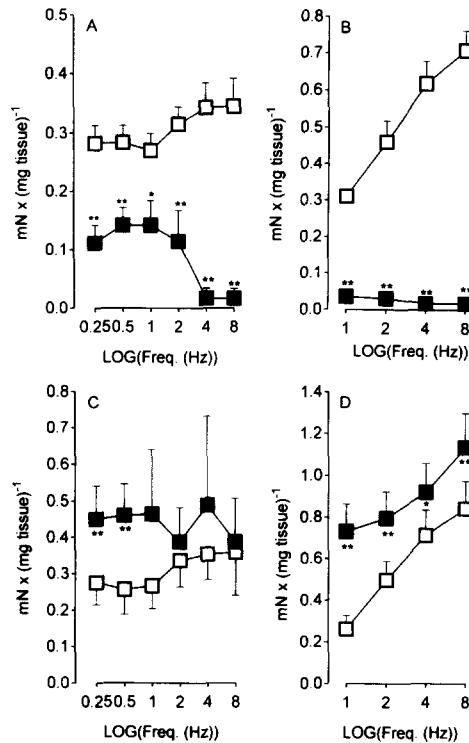 A
mN x (mg tissue)-1
0.5
0.4
0.3
0.2
0.1
0.0
** ** * ** ** **
0.25 0.5 1 2 4 8
LOG(Freq. (Hz))
B
mN x (mg tissue)-1
0.8
0.7
0.6
0.5
0.4
0.3
0.2
0.1
0.0
** ** ** **
1 2 4 8
LOG(Freq. (Hz))
C
mN x (mg tissue)-1
0.8
0.7
0.6
0.5
0.4
0.3
0.2
0.1
0.0
** **
0.25 0.5 1 2 4 8
LOG(Freq. (Hz))
D
mN x (mg tissue)-1
1.4
1.2
1.0
0.8
0.6
0.4
0.2
0.0
** ** * **
1 2 4 8
LOG(Freq. (Hz))